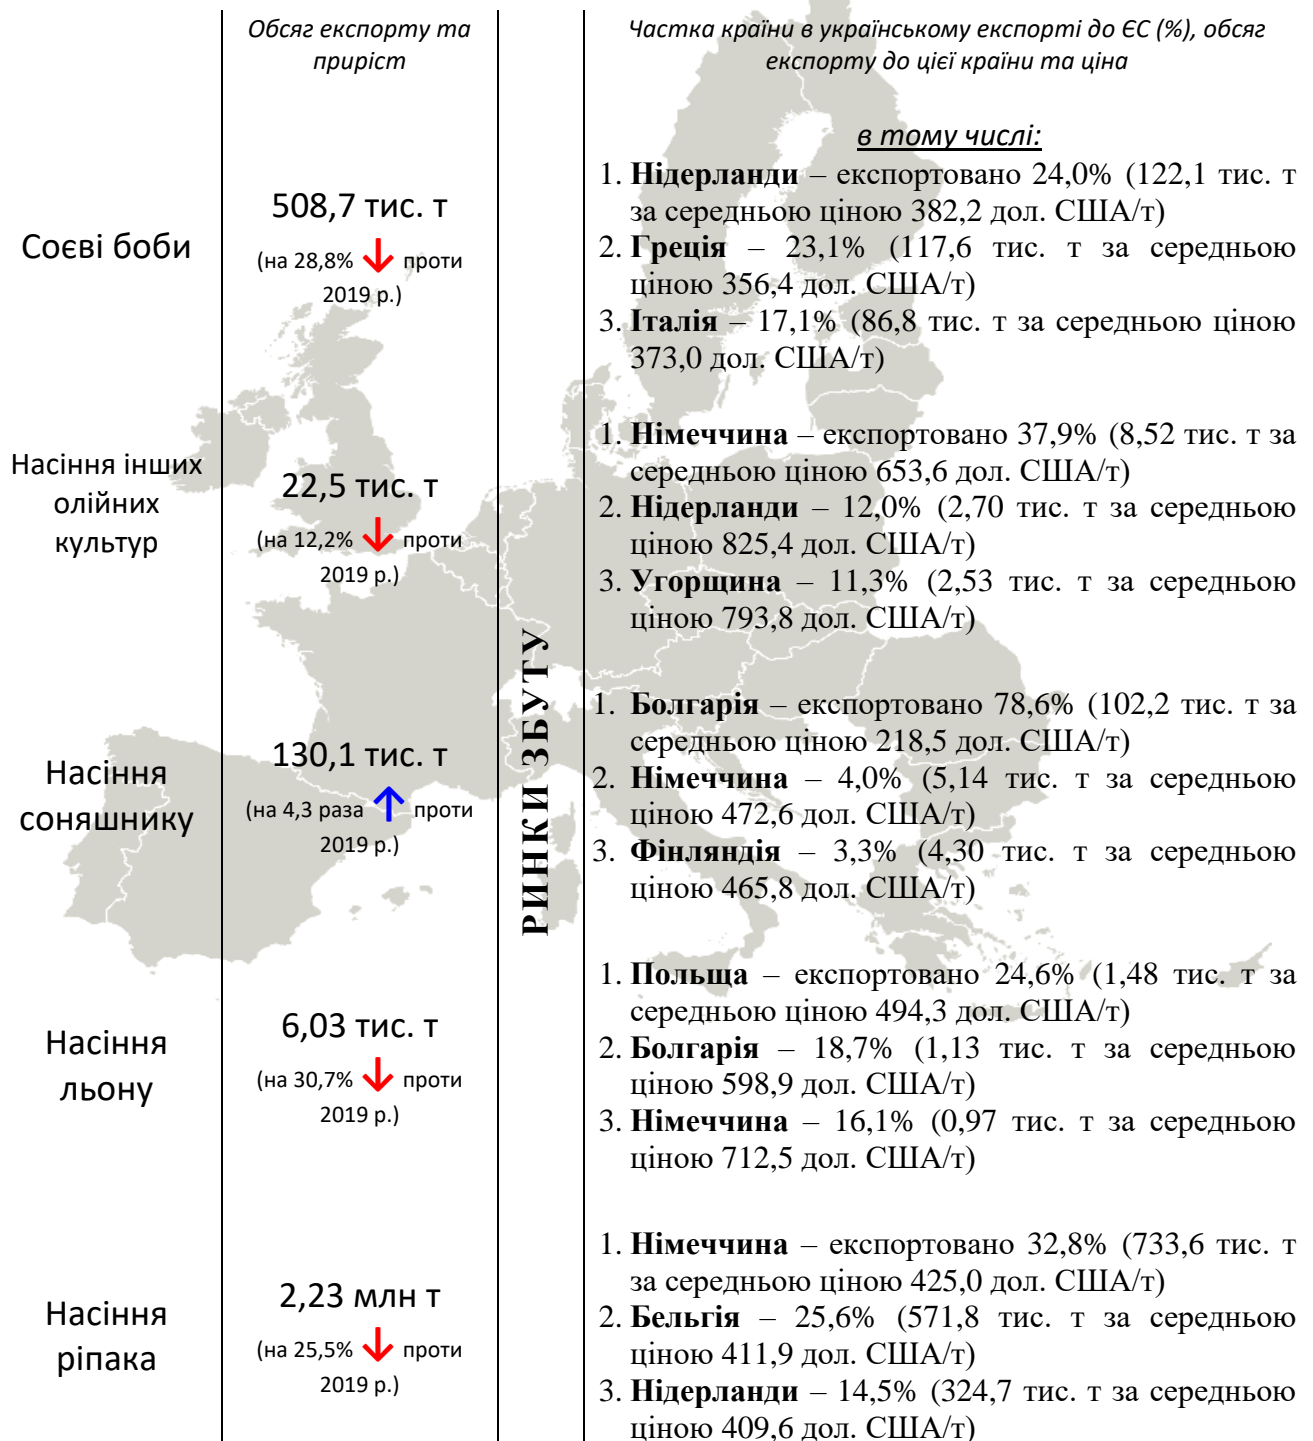 Обсяг експорту та
приріст
Частка країни в українському експорті до ЄС (%), обсяг
експорту до цієї країни та ціна
Соєві боби
508,7 тис. т
(на 28,8% ↓ проти
2019 р.)
РИНКИ ЗБУТУ
в тому числі:
1. Нідерланди – експортовано 24,0% (122,1 тис. т
за середньою ціною 382,2 дол. США/т)
2. Греція – 23,1% (117,6 тис. т за середньою
ціною 356,4 дол. США/т)
3. Італія – 17,1% (86,8 тис. т за середньою ціною
373,0 дол. США/т)
Насіння інших
олійних
культур
22,5 тис. т
(на 12,2% ↓ проти
2019 р.)
1. Німеччина – експортовано 37,9% (8,52 тис. т за
середньою ціною 653,6 дол. США/т)
2. Нідерланди – 12,0% (2,70 тис. т за середньою
ціною 825,4 дол. США/т)
3. Угорщина – 11,3% (2,53 тис. т за середньою
ціною 793,8 дол. США/т)
Насіння
соняшнику
130,1 тис. т
(на 4,3 раза ↑ проти
2019 р.)
1. Болгарія – експортовано 78,6% (102,2 тис. т за
середньою ціною 218,5 дол. США/т)
2. Німеччина – 4,0% (5,14 тис. т за середньою
ціною 472,6 дол. США/т)
3. Фінляндія – 3,3% (4,30 тис. т за середньою
ціною 465,8 дол. США/т)
Насіння
льону
6,03 тис. т
(на 30,7% ↓ проти
2019 р.)
1. Польща – експортовано 24,6% (1,48 тис. т за
середньою ціною 494,3 дол. США/т)
2. Болгарія – 18,7% (1,13 тис. т за середньою
ціною 598,9 дол. США/т)
3. Німеччина – 16,1% (0,97 тис. т за середньою
ціною 712,5 дол. США/т)
Насіння
ріпака
2,23 млн т
(на 25,5% ↓ проти
2019 р.)
1. Німеччина – експортовано 32,8% (733,6 тис. т
за середньою ціною 425,0 дол. США/т)
2. Бельгія – 25,6% (571,8 тис. т за середньою
ціною 411,9 дол. США/т)
3. Нідерланди – 14,5% (324,7 тис. т за середньою
ціною 409,6 дол. США/т)